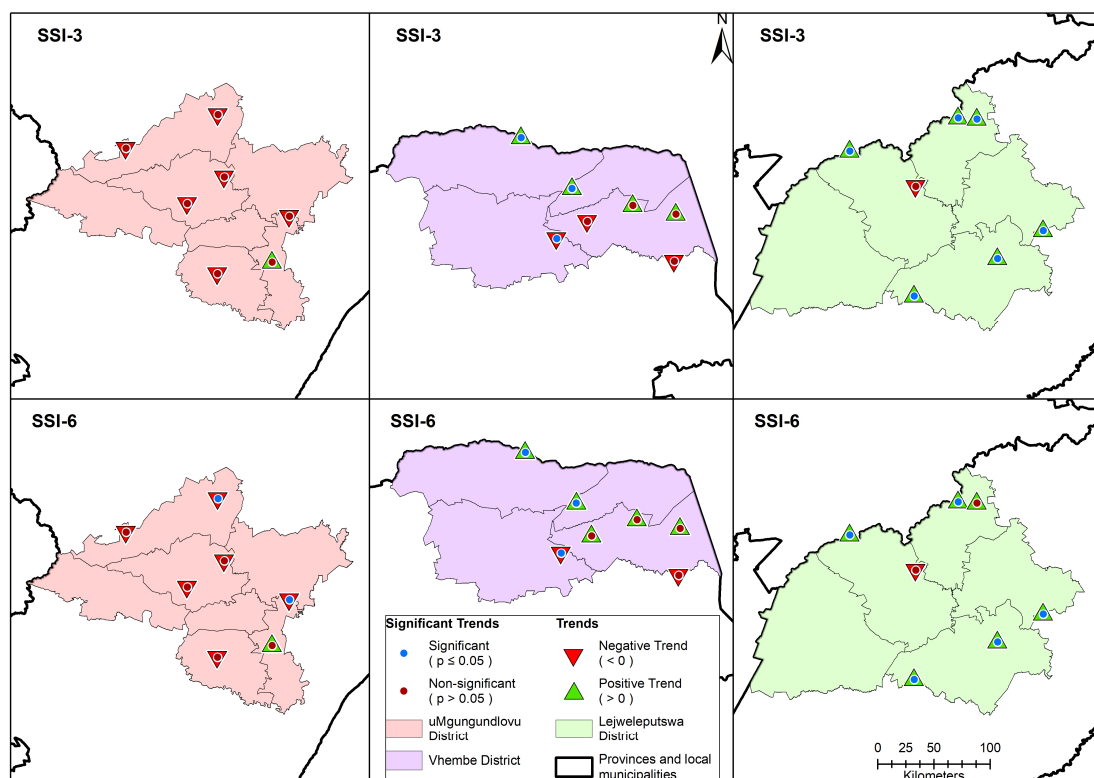 SSI-3
SSI-3
N
SSI-3
SSI-6
SSI-6
SSI-6
Significant Trends
Significant
( p ≤ 0.05 )
Non-significant
( p > 0.05 )
uMgungundlovu
District
Vhembe District
Trends
Negative Trend
( < 0 )
Positive Trend
( > 0 )
Lejweleputswa
District
Provinces and local
municipalities
0 25 50 100
Kilometers